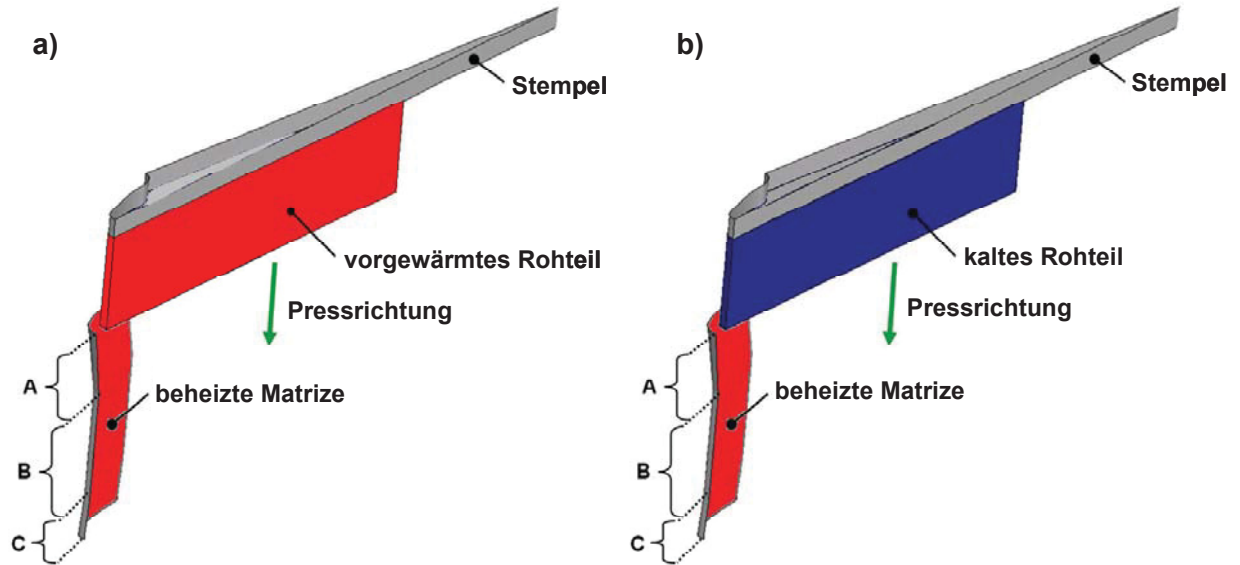 a)
Stempel
vorgewärmtes Rohteil
Pressrichtung
A
beheizte Matrize
B
C
b)
Stempel
kaltes Rohteil
Pressrichtung
A
beheizte Matrize
B
C